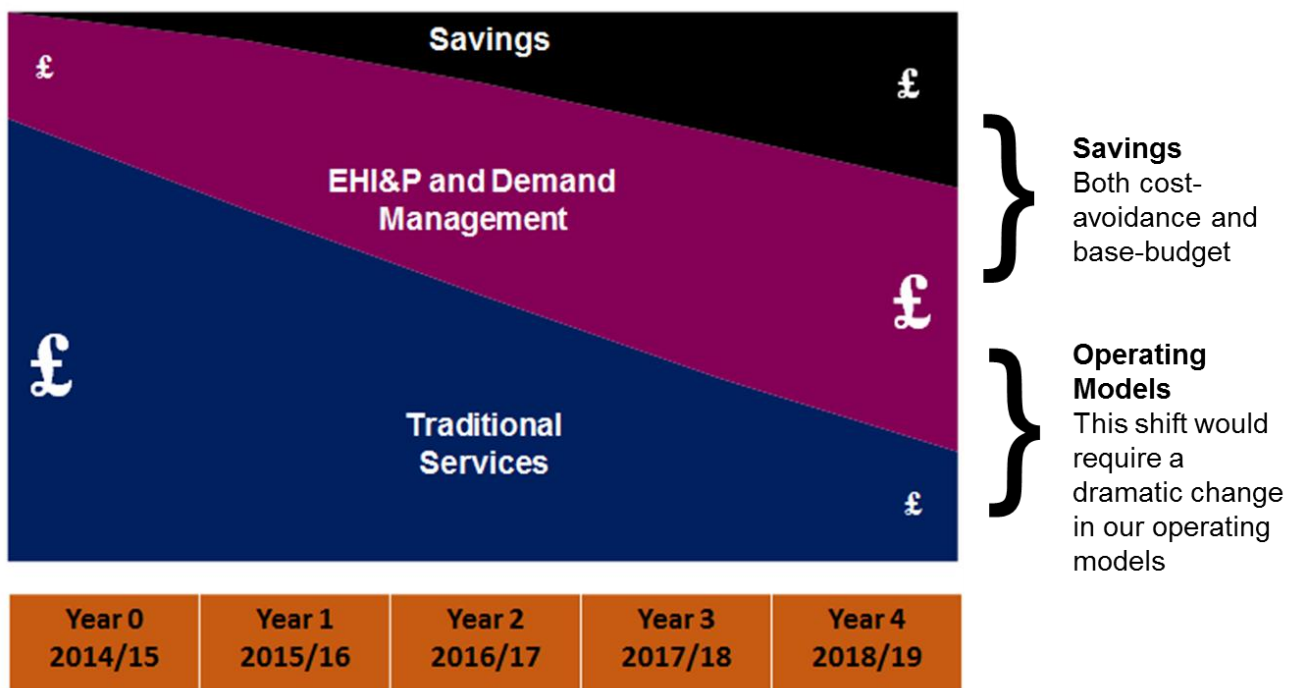 Savings
£
£
EHI&P and Demand
Management
£
£
Traditional
Services
£
Savings
Both cost-
avoidance and
base-budget
Operating
Models
This shift would
require a
dramatic change
in our operating
models
Year 0
2014/15
Year 1
2015/16
Year 2
2016/17
Year 3
2017/18
Year 4
2018/19